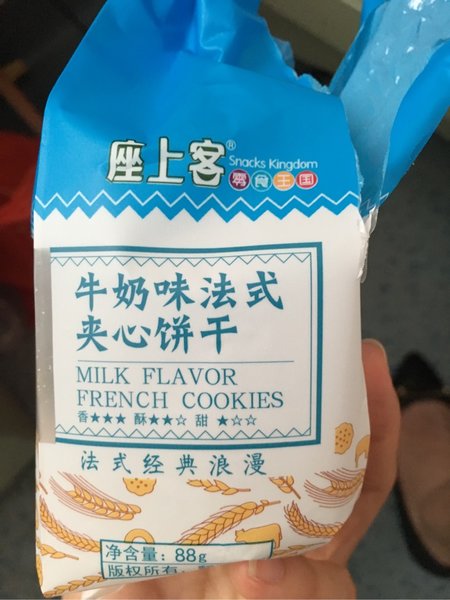 座上客®
Snacks Kingdom
零食王国
牛奶味法式
夹心饼干
MILK FLAVOR
FRENCH COOKIES
香★★★ 酥★★☆ 甜 ★☆☆
法式经典浪漫
净含量: 88g
版权所有: